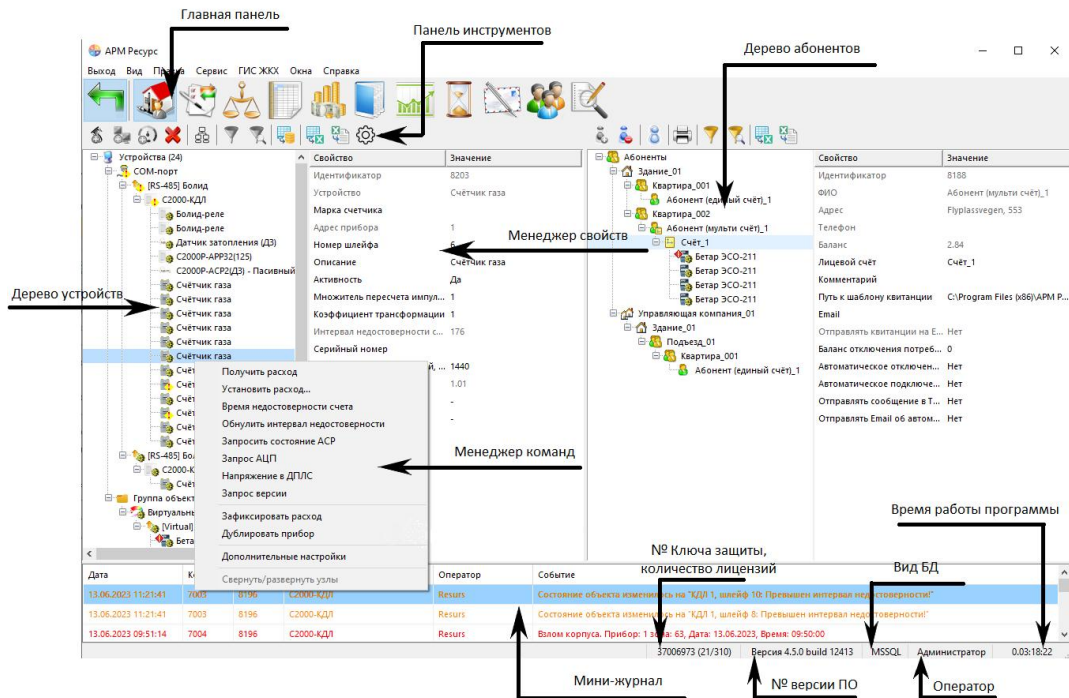 Главная панель
Панель инструментов
Дерево абонентов
АРМ Ресурс
Выход Вид Правка Сервис ГИС ЖКХ Окна Справка
Устройства (24)
COM-порт
[RS-485] Болид
С2000-КДЛ
Болид-реле
Болид-реле
Датчик затопления (ДЗ)
С2000Р-АРР32(125)
С2000Р-АСР2(ДЗ) - Пасивный
Счётчик газа
Счётчик газа
Счётчик газа
Счётчик газа
Счётчик газа
Счётчик газа
Счёт
Счёт
Счёт
Счёт
Счёт
Счёт
[RS-485] Бол
С2000-К
Счёт
Группа объект
Виртуальны
[Virtual]
Бета
Дерево устройств
Свойство Значение
Идентификатор 8203
Устройство Счётчик газа
Марка счетчика
Адрес прибора 1
Номер шлейфа 6
Описание Счётчик газа
Активность Да
Множитель пересчета импул... 1
Коэффициент трансформации 1
Интервал недостоверности с... 176
Серийный номер
й, ... 1440
1.01
-
-
Менеджер свойств
Получить расход
Установить расход...
Время недостоверности счета
Обнулить интервал недостоверности
Запросить состояние АСР
Запрос АЦП
Напряжение в ДПЛС
Запрос версии
Зафиксировать расход
Дублировать прибор
Дополнительные настройки
Свернуть/развернуть узлы
Менеджер команд
Абоненты
Здание_01
Квартира_001
Абонент (единый счёт)_1
Квартира_002
Абонент (мульти счёт)_1
Счёт_1
Бетар ЭСО-211
Бетар ЭСО-211
Бетар ЭСО-211
Бетар ЭСО-211
Управляющая компания_01
Здание_01
Подъезд_01
Квартира_001
Абонент (единый счёт)_1
Свойство Значение
Идентификатор 8188
ФИО Абонент (мульти счёт)_1
Адрес Flyplassvegen, 553
Телефон
Баланс 2.84
Лицевой счёт Счёт_1
Комментарий
Путь к шаблону квитанции C:\Program Files (x86)\АРМ Р...
Email
Отправлять квитанции на E... Нет
Баланс отключения потреб... 0
Автоматическое отключен... Нет
Автоматическое подключе... Нет
Отправлять сообщение в Т... Нет
Отправлять Email об автом... Нет
Время работы программы
№ Ключа защиты,
количество лицензий
Вид БД
Дата Оператор Событие
13.06.2023 11:21:41 7003 8196 С2000-КДЛ Resurs Состояние объекта изменилось на "КДЛ 1, шлейф 10: Превышен интервал недостоверности!"
13.06.2023 11:21:41 7003 8196 С2000-КДЛ Resurs Состояние объекта изменилось на "КДЛ 1, шлейф 8: Превышен интервал недостоверности!"
13.06.2023 09:51:14 7004 8196 С2000-КДЛ Resurs Взлом корпуса. Прибор: 1 зона: 63, Дата: 13.06.2023, Время: 09:50:00
37006973 (21/310) Версия 4.5.0 build 12413 MSSQL Администратор 0.03:18:22
Мини-журнал
№ версии ПО
Оператор